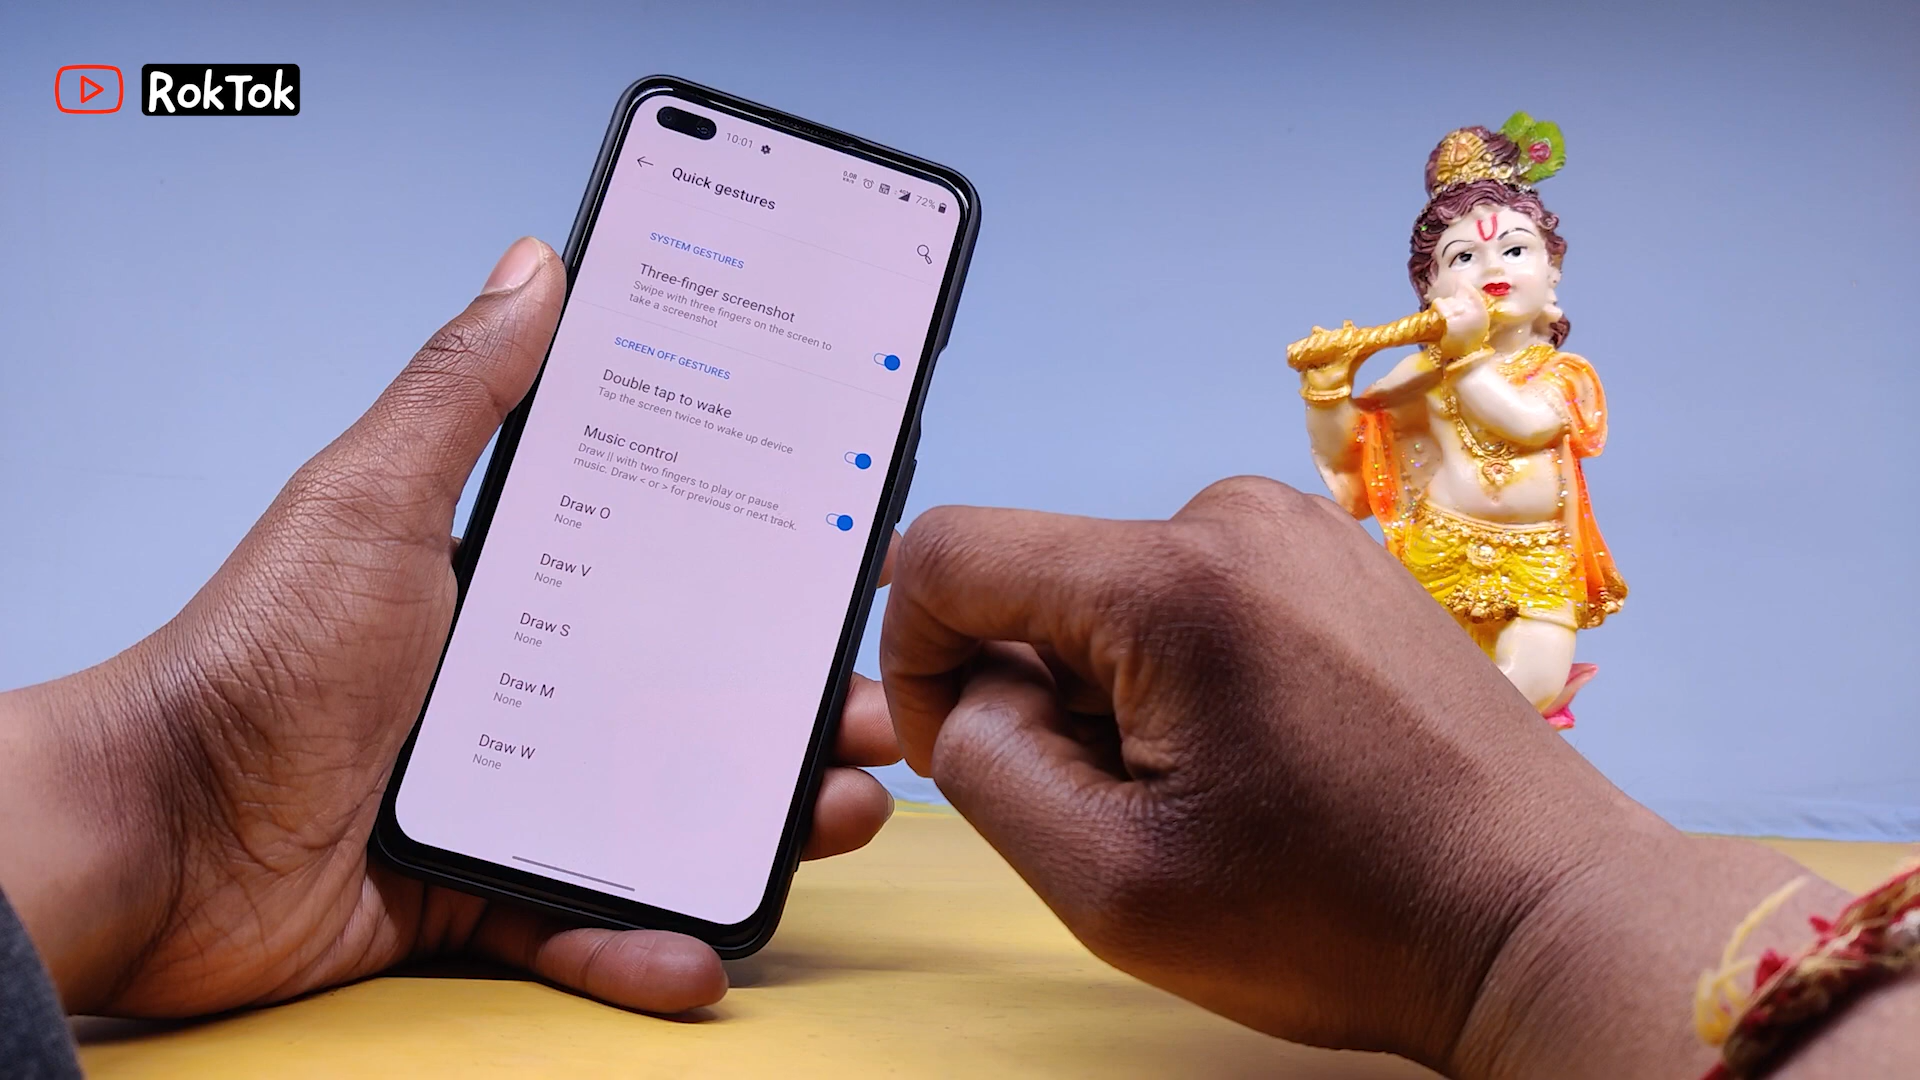 RokTok
10:01
72%
Quick gestures
SYSTEM GESTURES
Three-finger screenshot
Swipe with three fingers on the screen to
take a screenshot
SCREEN OFF GESTURES
Double tap to wake
Tap the screen twice to wake up device
Music control
Draw || with two fingers to play or pause
music. Draw < or > for previous or next track.
Draw O
None
Draw V
None
Draw S
None
Draw M
None
Draw W
None